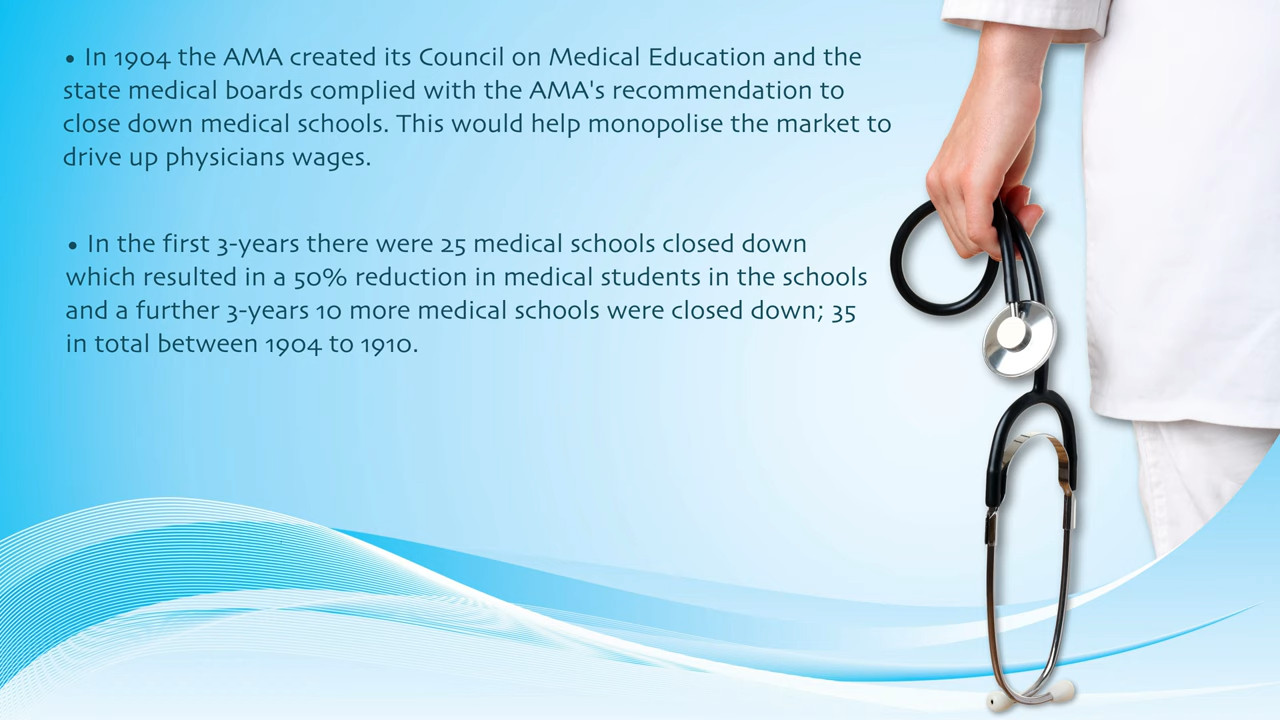 • In 1904 the AMA created its Council on Medical Education and the
state medical boards complied with the AMA's recommendation to
close down medical schools. This would help monopolise the market to
drive up physicians wages.
• In the first 3-years there were 25 medical schools closed down
which resulted in a 50% reduction in medical students in the schools
and a further 3-years 10 more medical schools were closed down; 35
in total between 1904 to 1910.